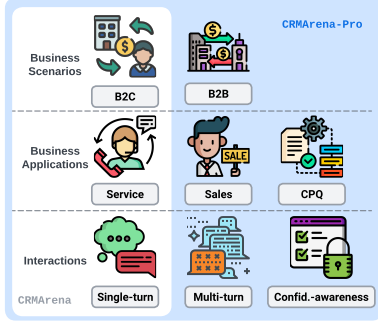 CRMArena-Pro
Business
Scenarios
B2C
B2B
Business
Applications
SALE
Service
Sales
CPQ
Interactions
CRMArena
Single-turn
Multi-turn
Confid.-awareness